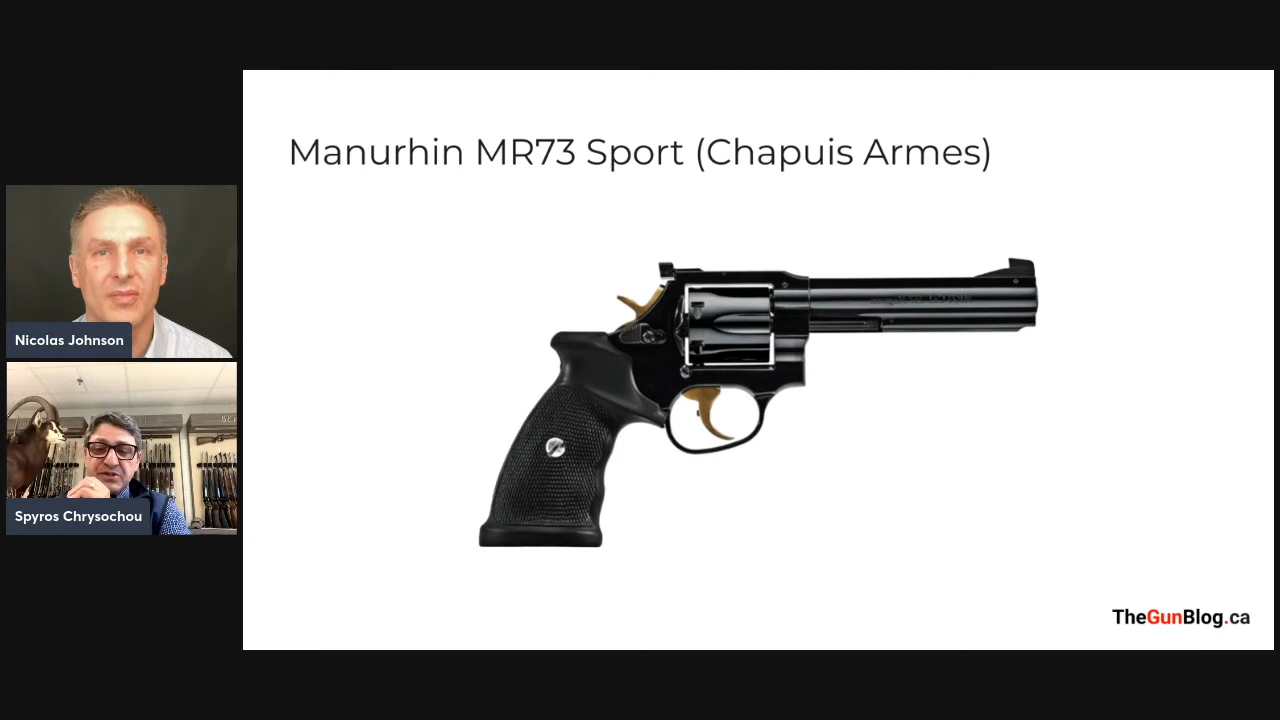 Manurhin MR73 Sport (Chapuis Armes)
Nicolas Johnson
Spyros Chrysochou
TheGunBlog.ca